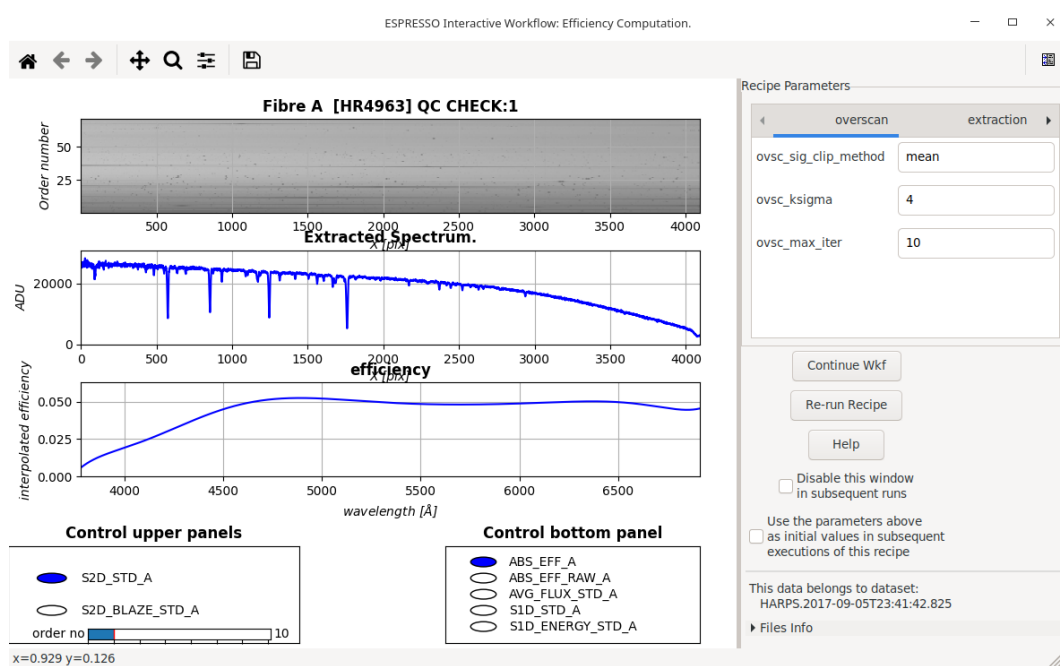 ESPRESSO Interactive Workflow: Efficiency Computation.
Fibre A [HR4963] QC CHECK:1
Order number
50
25
500 1000 1500 2000 2500 3000 3500 4000
X [pix]
Extracted Spectrum.
ADU
20000
0
0 500 1000 1500 2000 2500 3000 3500 4000
X [pix]
efficiency
interpolated efficiency
0.050
0.025
0.000
4000 4500 5000 5500 6000 6500
wavelength [Å]
Control upper panels
S2D_STD_A
S2D_BLAZE_STD_A
order no 10
Control bottom panel
ABS_EFF_A
ABS_EFF_RAW_A
AVG_FLUX_STD_A
S1D_STD_A
S1D_ENERGY_STD_A
x=0.929 y=0.126
Recipe Parameters
overscan extraction
ovsc_sig_clip_method mean
ovsc_ksigma 4
ovsc_max_iter 10
Continue Wkf
Re-run Recipe
Help
Disable this window
in subsequent runs
Use the parameters above
as initial values in subsequent
executions of this recipe
This data belongs to dataset:
HARPS.2017-09-05T23:41:42.825
Files Info